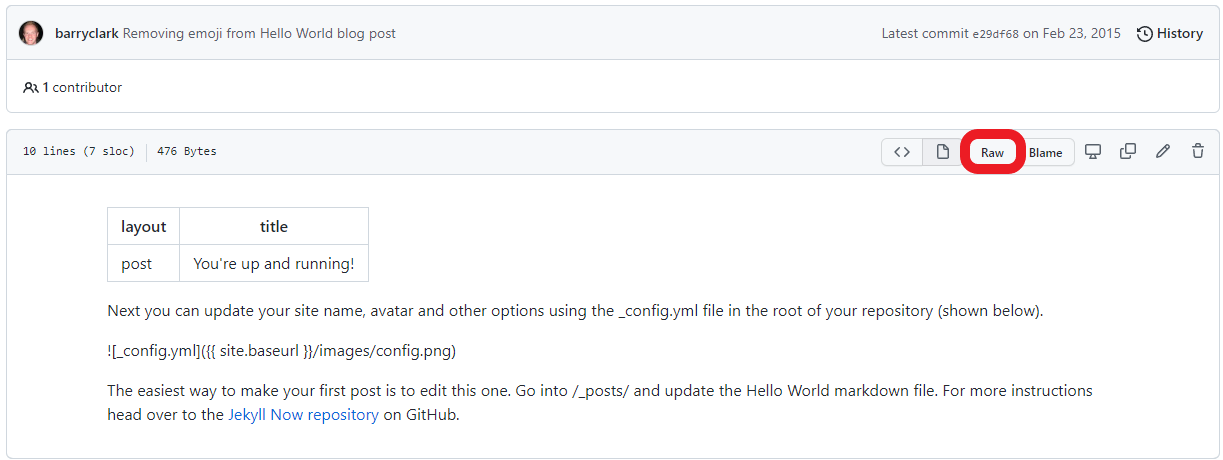 barryclark Removing emoji from Hello World blog post Latest commit e29df68 on Feb 23, 2015 History
1 contributor
10 lines (7 sloc) 476 Bytes Raw Blame
layout title
post You're up and running!
Next you can update your site name, avatar and other options using the _config.yml file in the root of your repository (shown below).
![_config.yml]({{ site.baseurl }}/images/config.png)
The easiest way to make your first post is to edit this one. Go into /_posts/ and update the Hello World markdown file. For more instructions
head over to the Jekyll Now repository on GitHub.